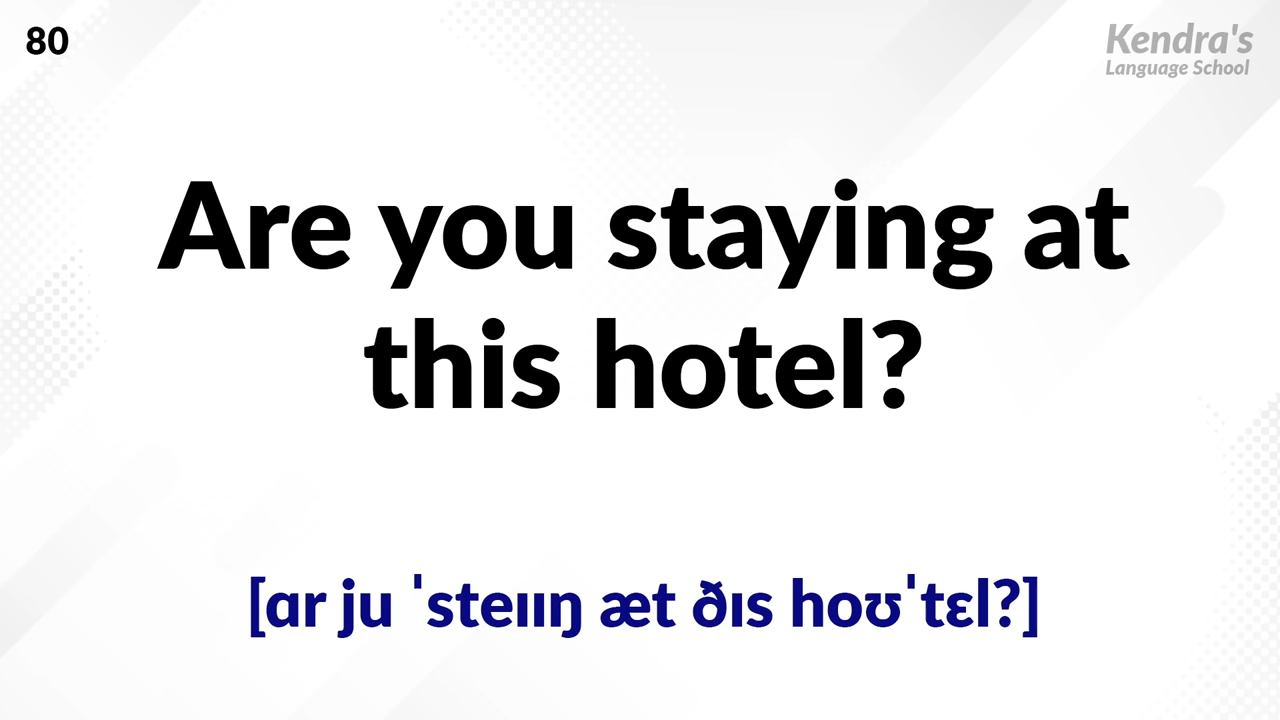 80
Kendra's
Language School
Are you staying at
this hotel?
[ɑr ju ˈsteɪɪŋ æt ðɪs hoʊˈtɛl?]